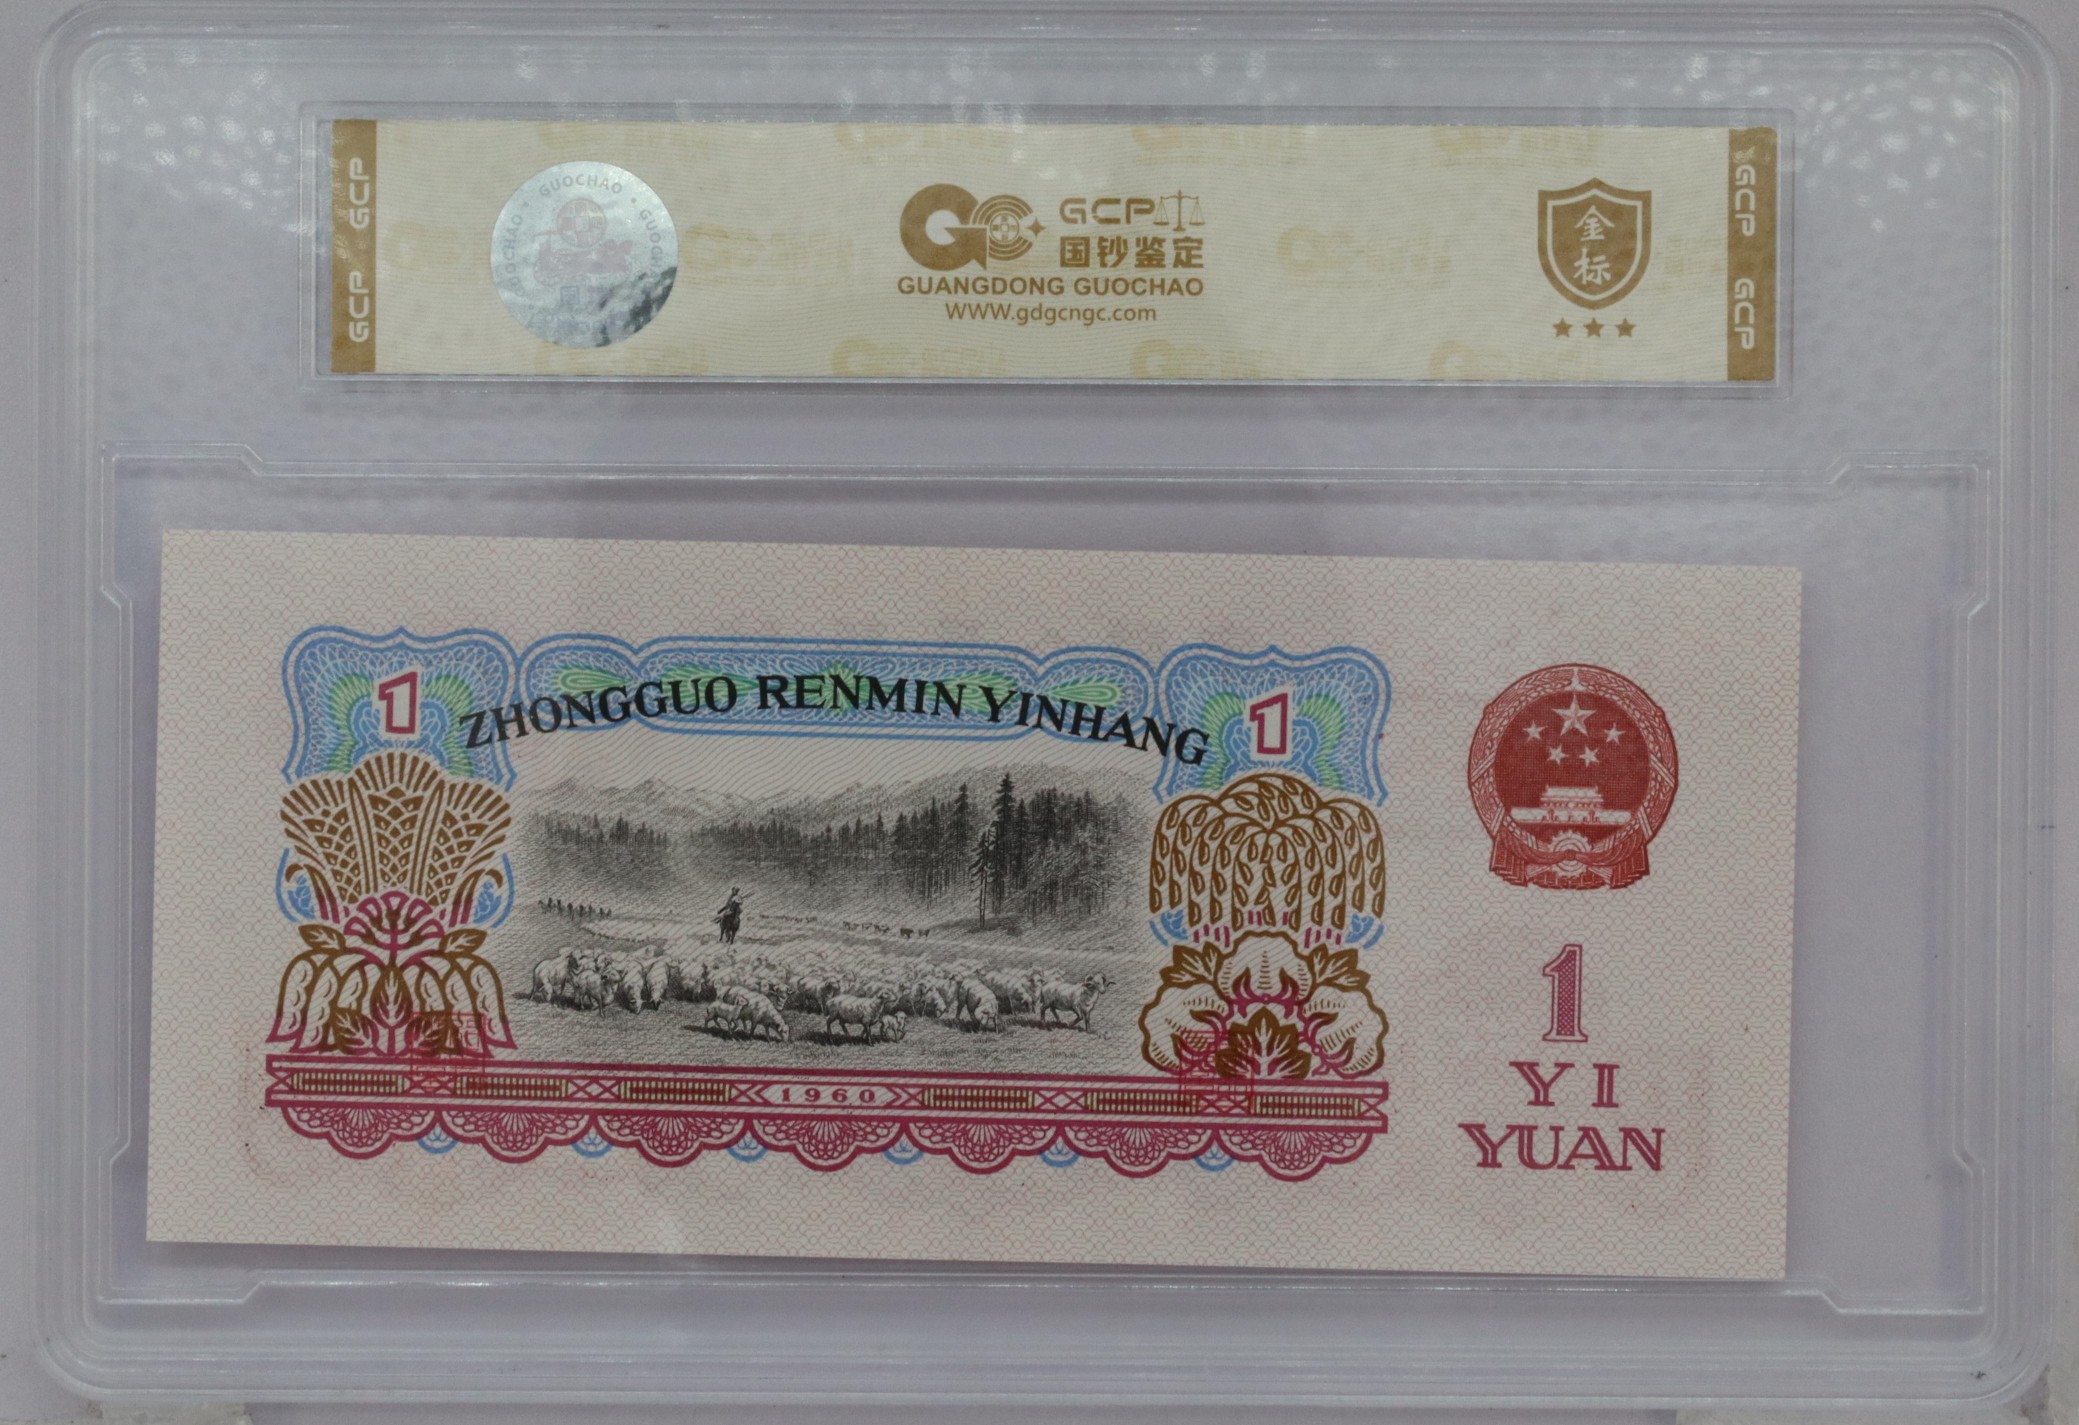 GCP GCP
GUOCHAO
GUOCHAO
GCP
国钞鉴定
GUANGDONG GUOCHAO
WWW.gdgcngc.com
金
标
GCP GCP
1
ZHONGGUO RENMIN YINHANG
1
1960
1
YI
YUAN